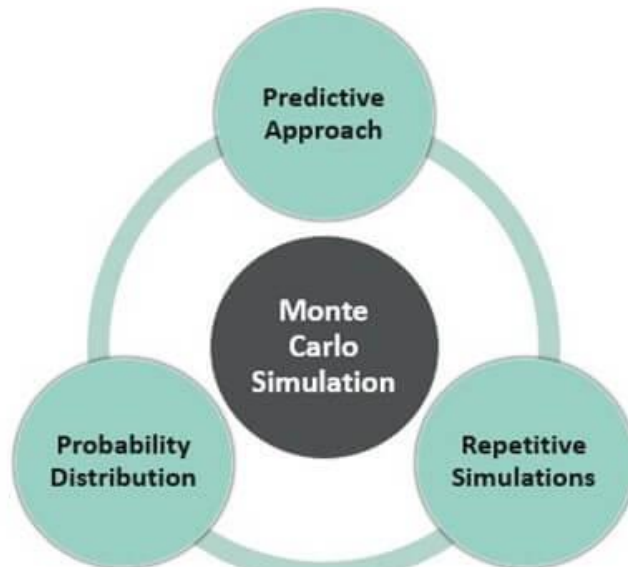 Predictive
Approach
Monte
Carlo
Simulation
Probability
Distribution
Repetitive
Simulations